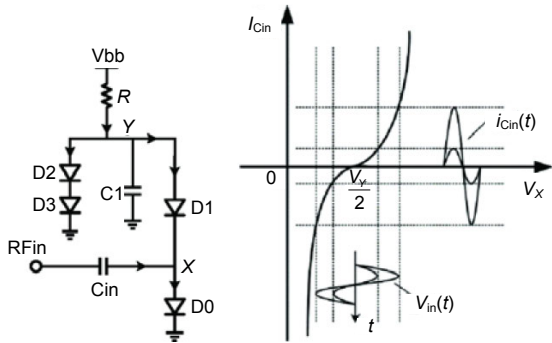 Vbb
R
Y
D2
D3
C1
D1
RFin
Cin
X
D0
I_Cin
i_Cin(t)
0
V_Y
2
V_X
V_in(t)
t